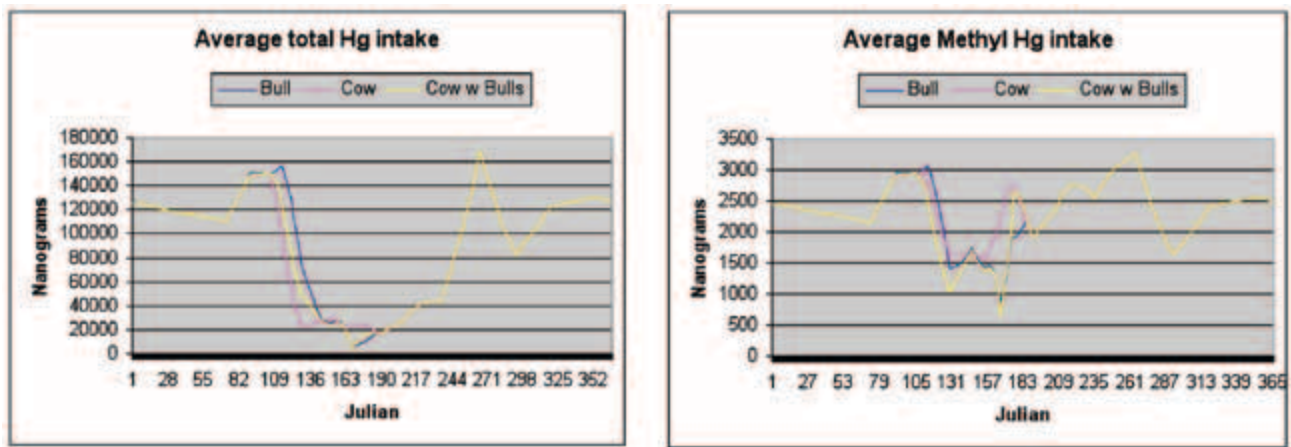 Average total Hg intake
Bull Cow Cow w Bulls
180000
160000
140000
120000
100000
80000
60000
40000
20000
0
Nanograms
1 28 55 82 109 136 163 190 217 244 271 298 325 352
Julian
Average Methyl Hg intake
Bull Cow Cow w Bulls
3500
3000
2500
2000
1500
1000
500
0
Nanograms
1 27 53 79 105 131 157 183 209 235 261 287 313 339 365
Julian